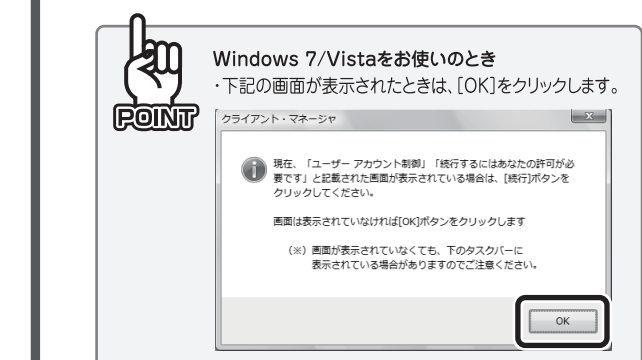 Windows 7/Vistaをお使いのとき
・下記の画面が表示されたときは、[OK]をクリックします。
POINT
クライアント・マネージャ
x
現在、「ユーザー アカウント制御」「続行するにはあなたの許可が必
要です」と記載された画面が表示されている場合は、[続行]ボタンを
クリックしてください。
画面は表示されていなければ[OK]ボタンをクリックします
（※）画面が表示されていなくても、下のタスクバーに
表示されている場合がありますのでご注意ください。
OK